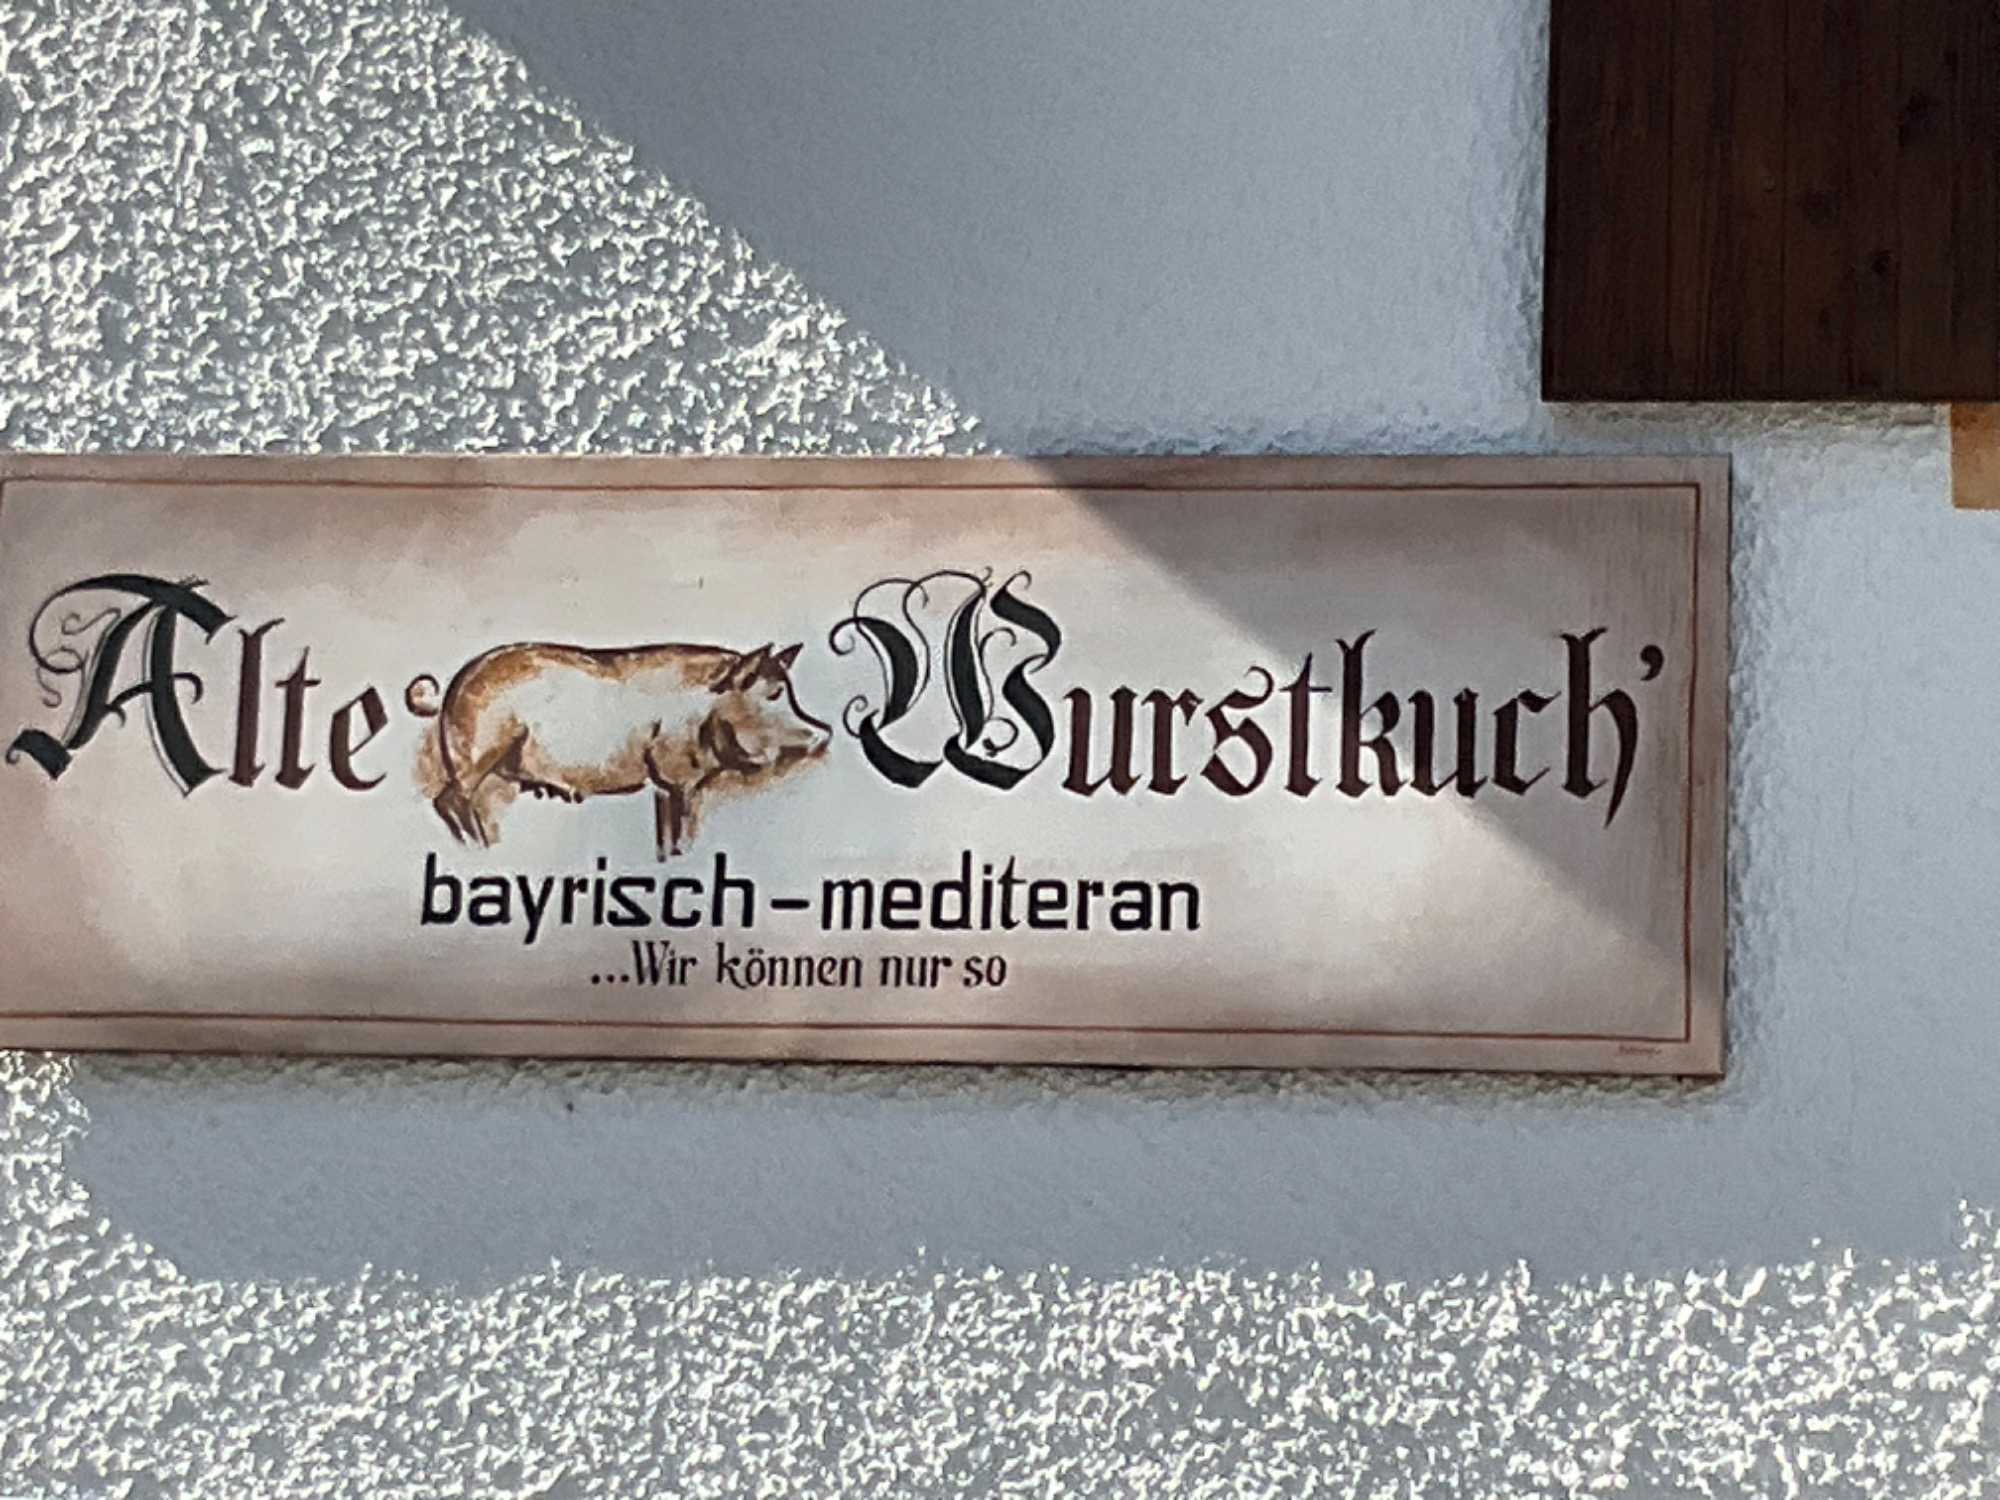 Alte Wurstkuch'
bayrisch-mediteran
...Wir können nur so